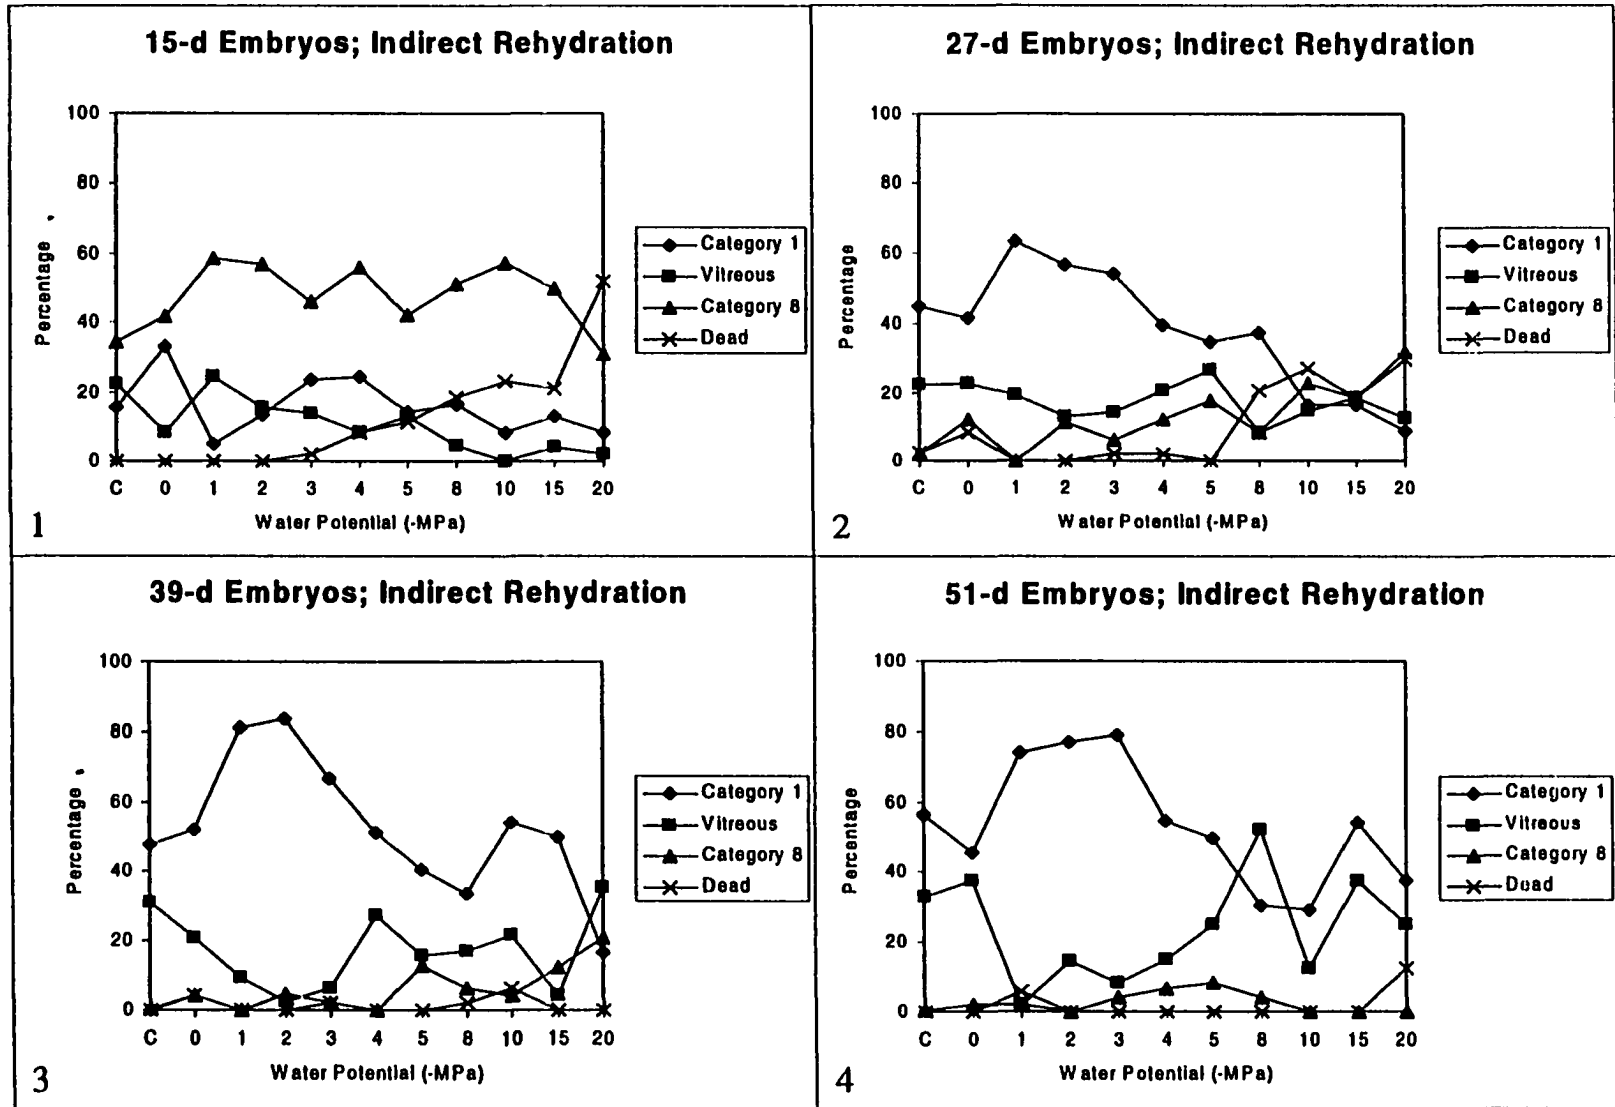 15-d Embryos; Indirect Rehydration
100
80
60
40
20
0
Percentage
C 0 1 2 3 4 5 8 10 15 20
Water Potential (-MPa)
Category 1
Vitreous
Category 8
Dead
1
27-d Embryos; Indirect Rehydration
100
80
60
40
20
0
Percentage
C 0 1 2 3 4 5 8 10 15 20
Water Potential (-MPa)
Category 1
Vitreous
Category 8
Dead
2
39-d Embryos; Indirect Rehydration
100
80
60
40
20
0
Percentage
C 0 1 2 3 4 5 8 10 15 20
Water Potential (-MPa)
Category 1
Vitreous
Category 8
Dead
3
51-d Embryos; Indirect Rehydration
100
80
60
40
20
0
Percentage
C 0 1 2 3 4 5 8 10 15 20
Water Potential (-MPa)
Category 1
Vitreous
Category 8
Dead
4